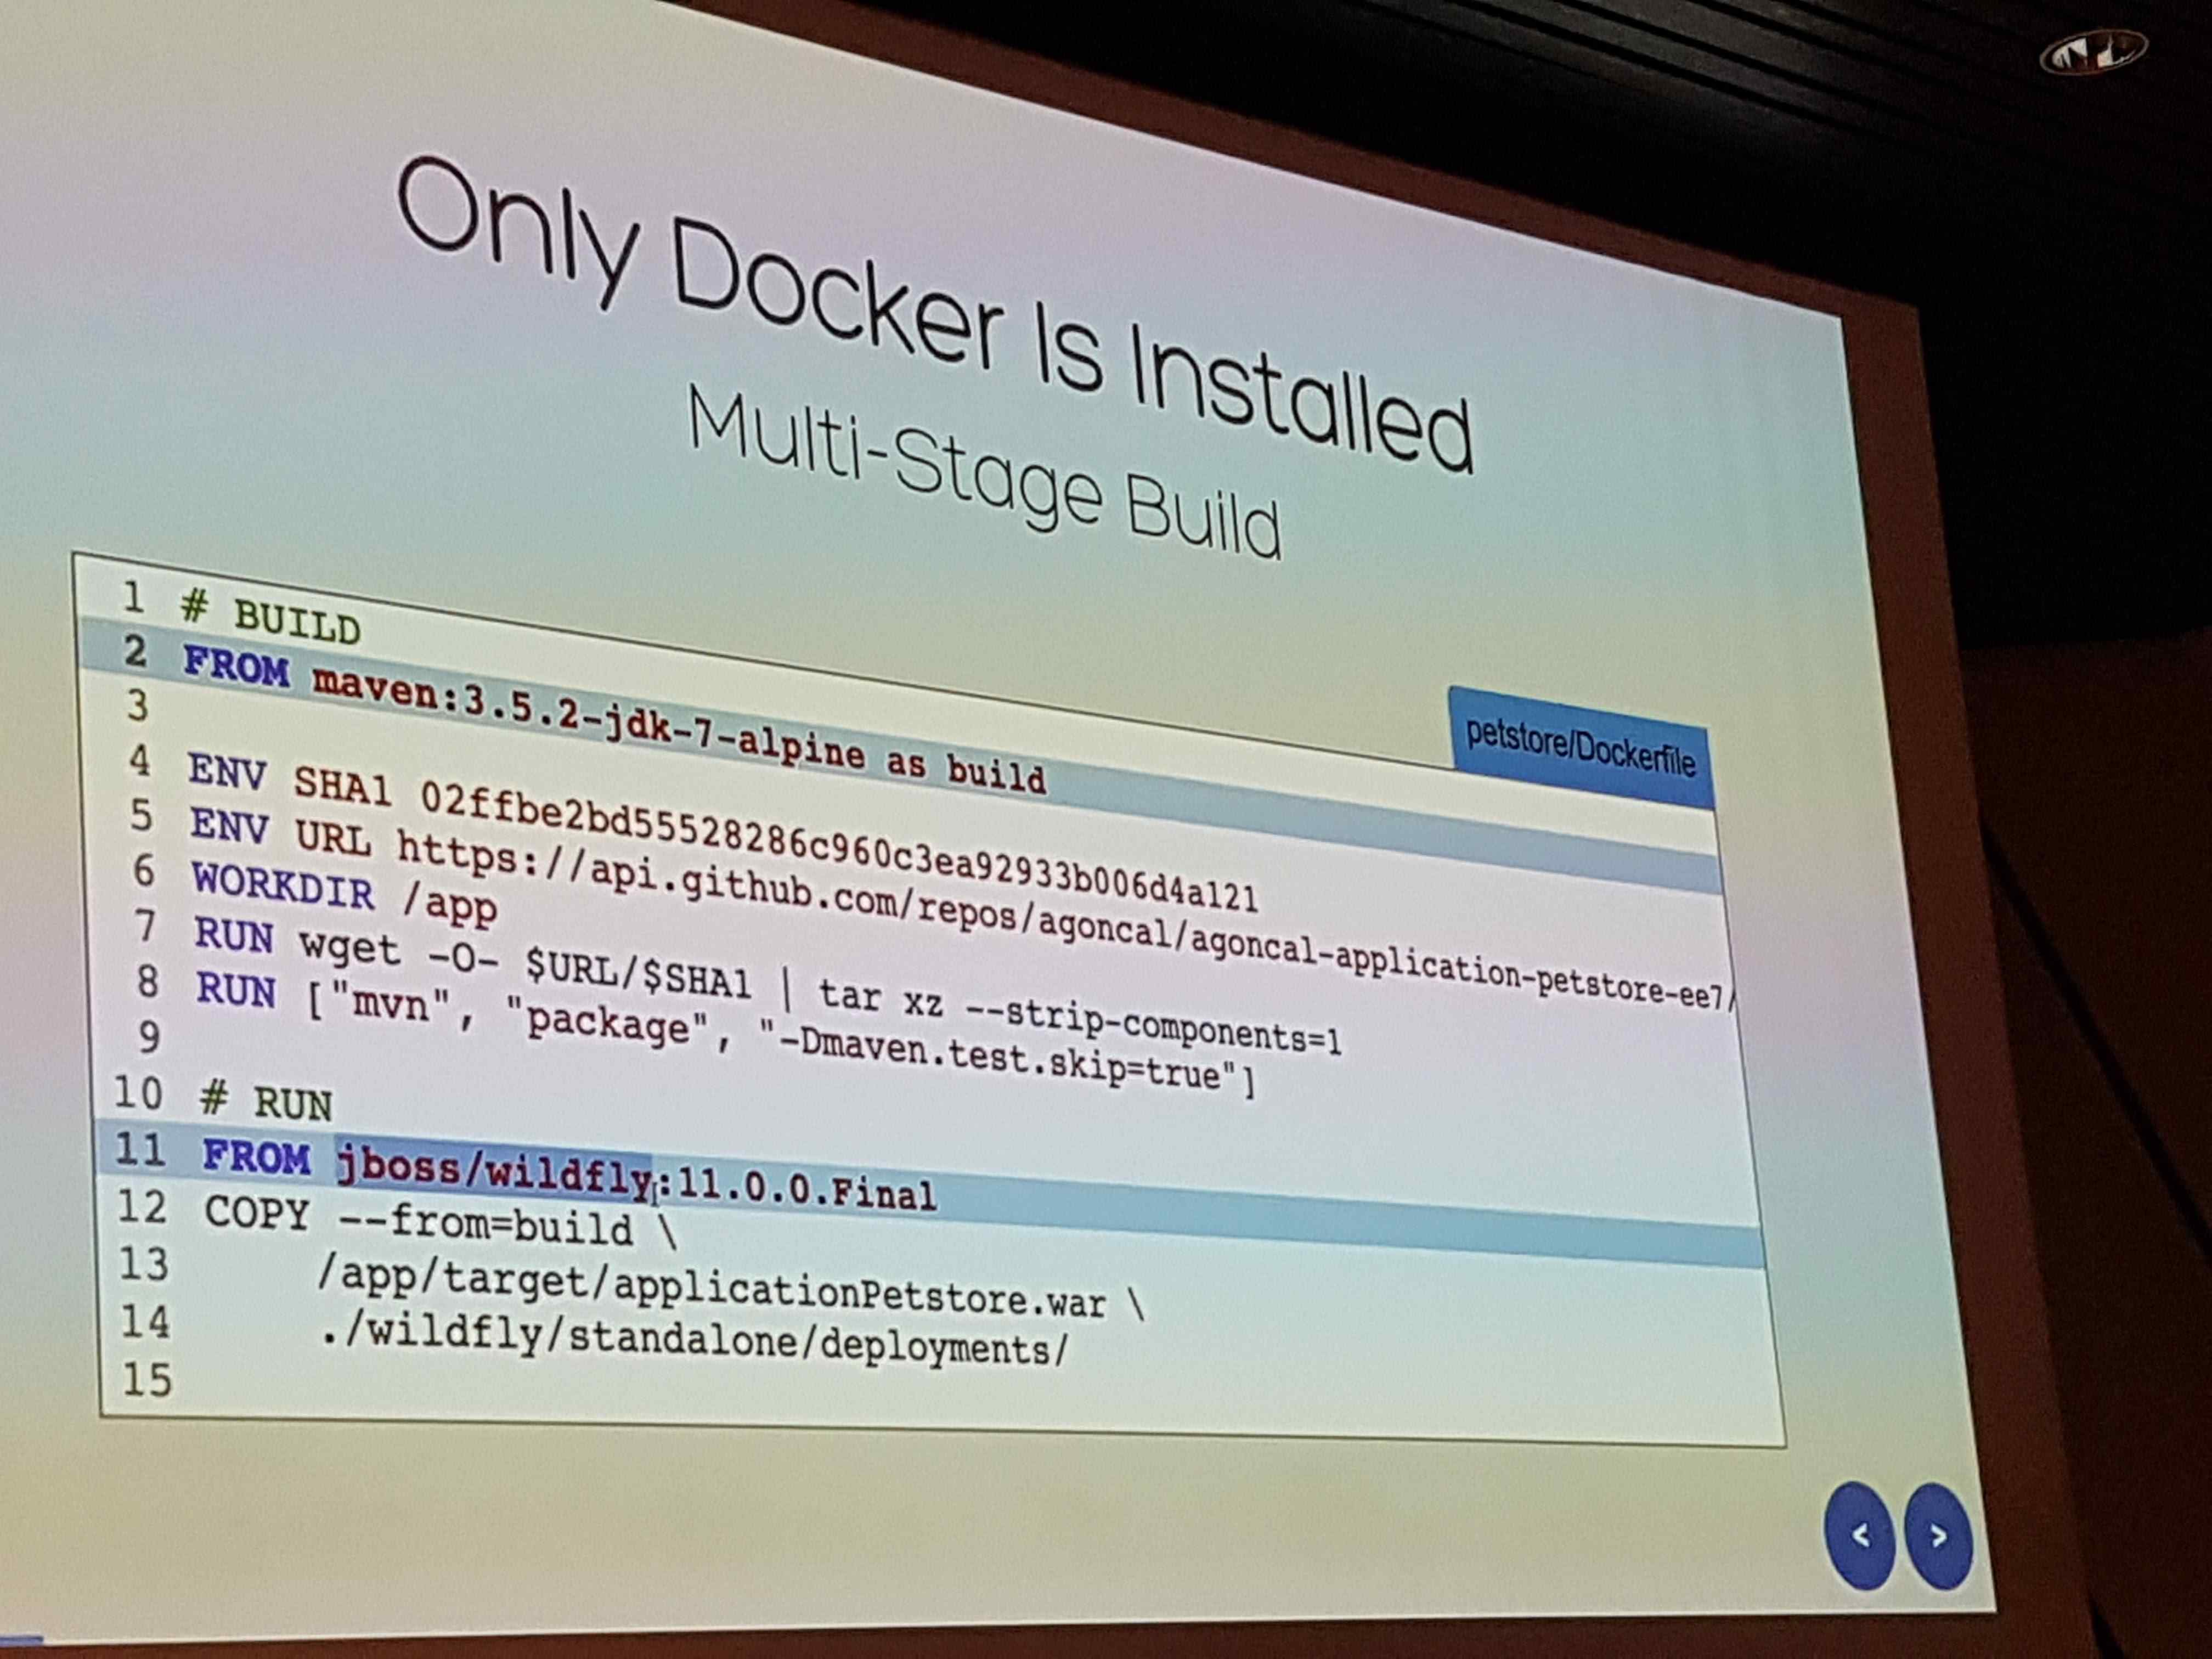 Only Docker Is Installed
Multi-Stage Build
petstore/Dockerfile
1 # BUILD
2 FROM maven:3.5.2-jdk-7-alpine as build
3
4 ENV SHA1 02ffbe2bd55528286c960c3ea92933b006d4a121
5 ENV URL https://api.github.com/repos/agoncal/agoncal-application-petstore-ee7/
6 WORKDIR /app
7 RUN wget -O- $URL/$SHA1 | tar xz --strip-components=1
8 RUN ["mvn", "package", "-Dmaven.test.skip=true"]
9
10 # RUN
11 FROM jboss/wildfly:11.0.0.Final
12 COPY --from=build \
13 /app/target/applicationPetstore.war \
14 ./wildfly/standalone/deployments/
15
< >